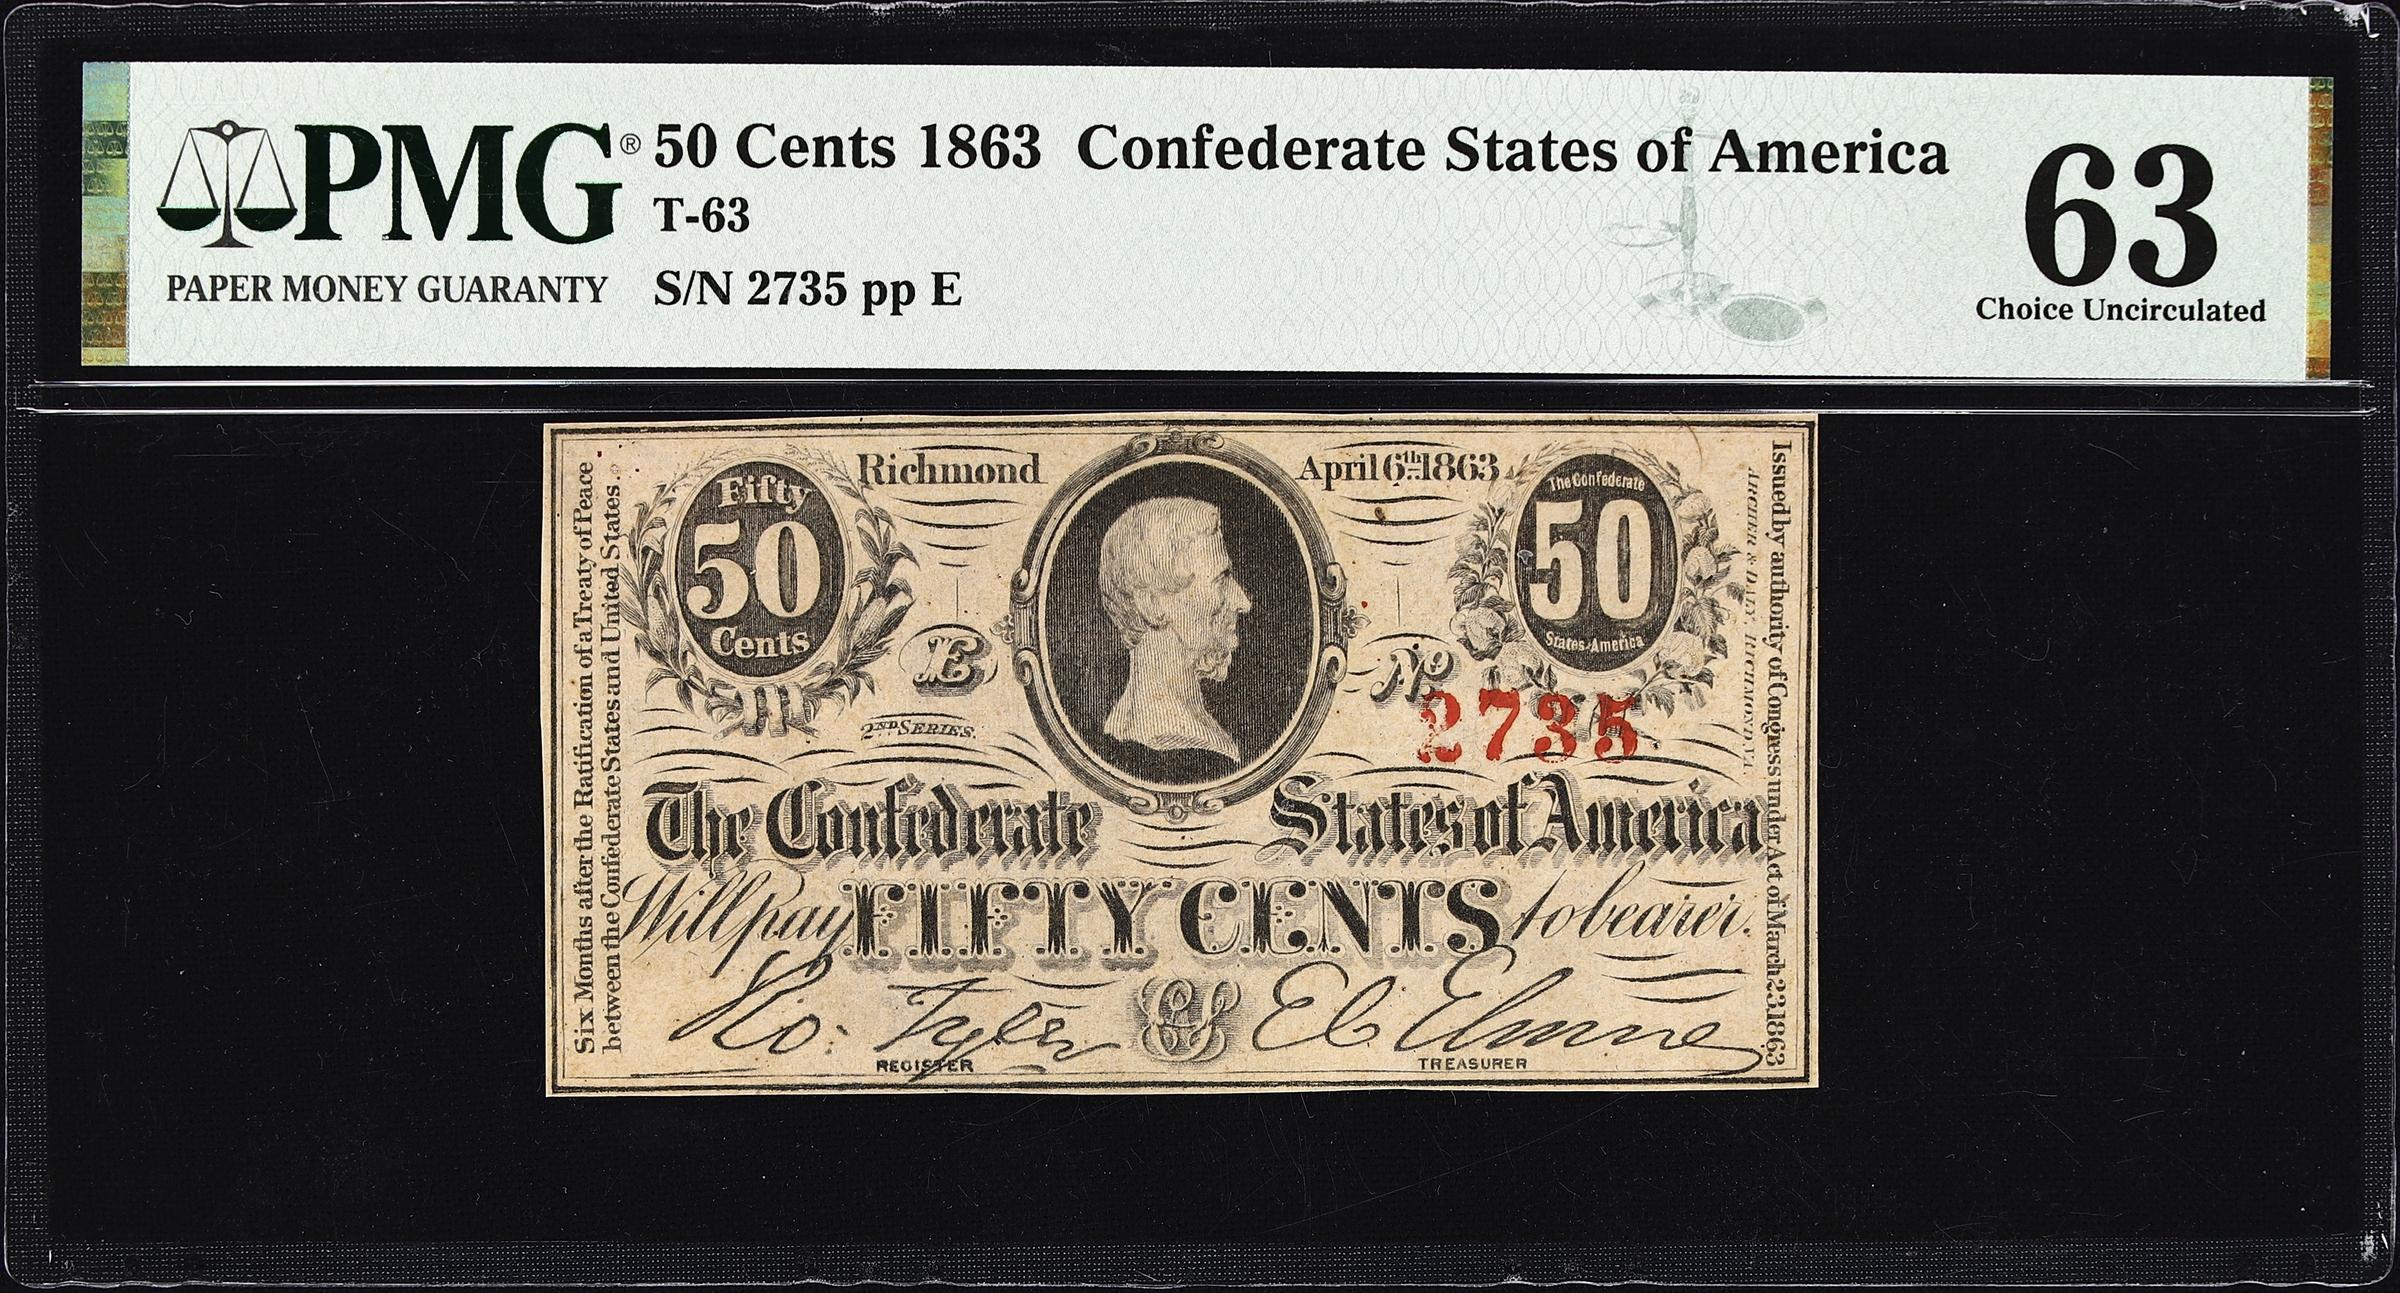 PMG® 50 Cents 1863 Confederate States of America
T-63
PAPER MONEY GUARANTY S/N 2735 pp E
63
Choice Uncirculated
Six Months after the Ratification of a Treaty of Peace
between the Confederate States and United States.
Fifty
50
Cents
Richmond
April 6th 1863
The Confederate
50
States America
E
No
2735
2ND SERIES.
The Confederate States of America
Will pay FIFTY CENTS to bearer.
Ro. Tyler
REGISTER
CS
E C Elmore
TREASURER
ARCHER & DALY, RICHMOND VA.
Issued by authority of Congress under Act of March 23 1863